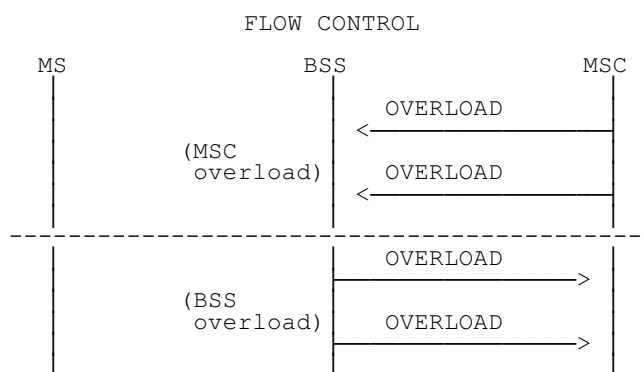 FLOW CONTROL
MS BSS MSC
OVERLOAD
(MSC
overload)
OVERLOAD
OVERLOAD
(BSS
overload)
OVERLOAD